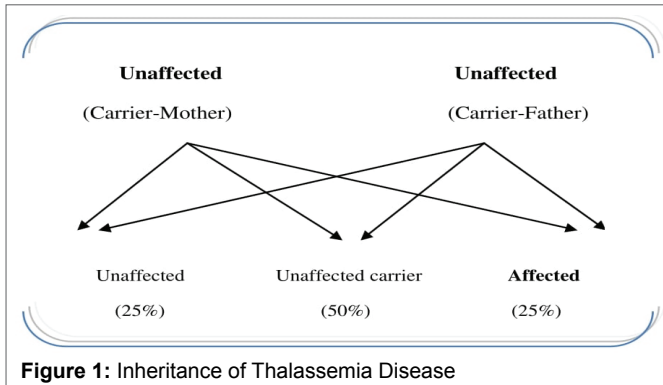 Unaffected Unaffected
(Carrier-Mother) (Carrier-Father)
Unaffected Unaffected carrier Affected
(25%) (50%) (25%)
Figure 1: Inheritance of Thalassemia Disease